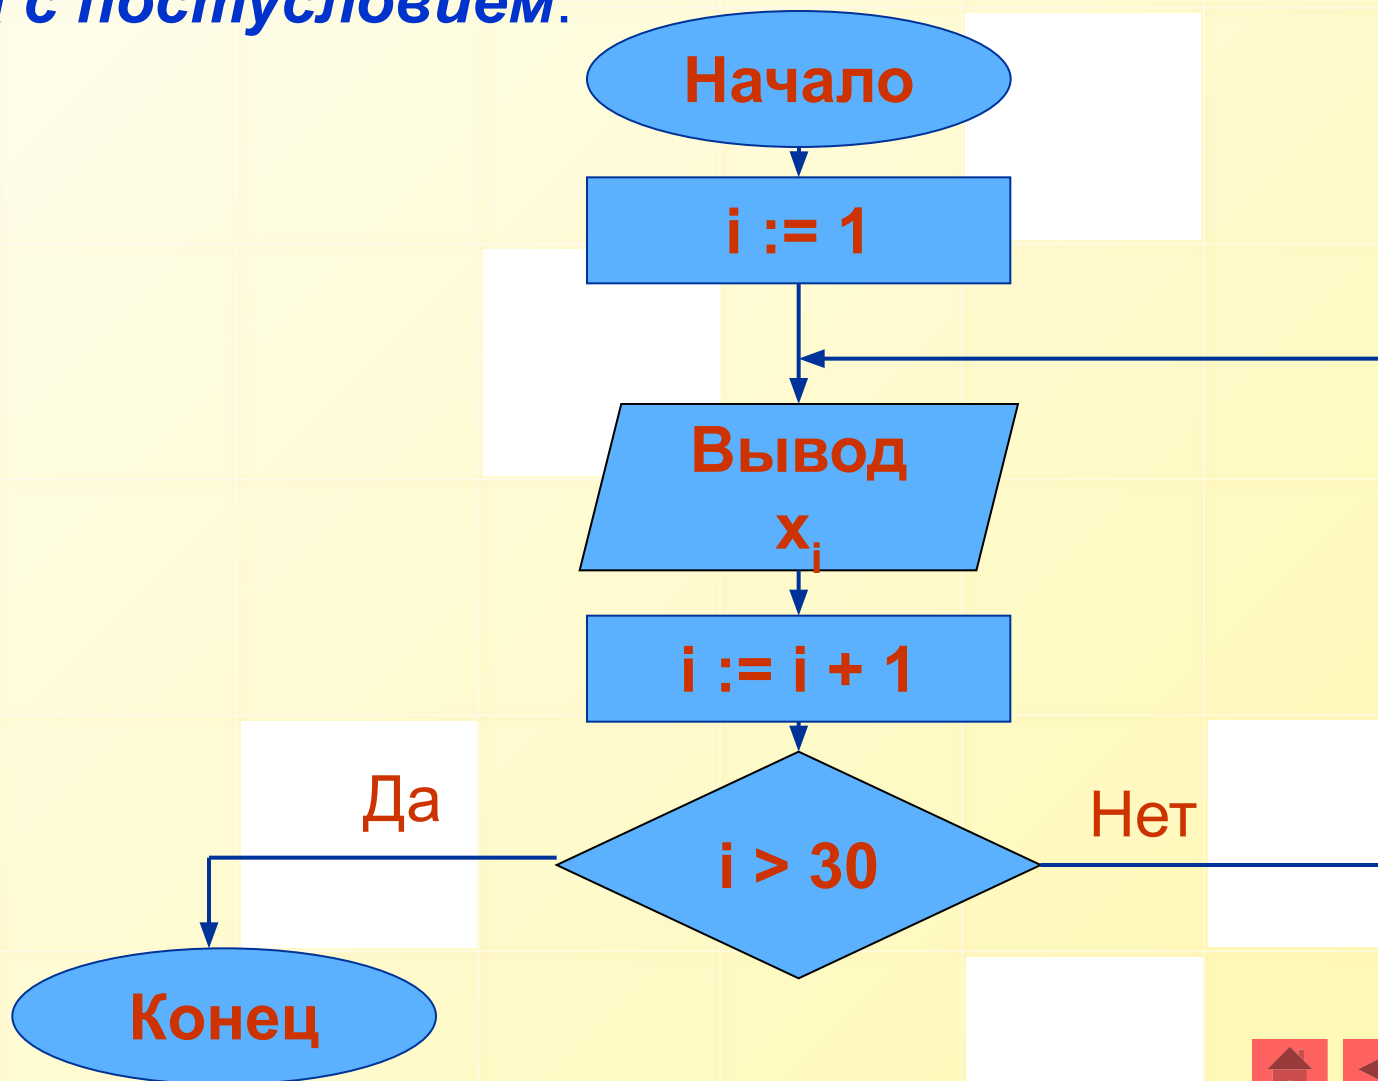 с постусловием.
Начало
i := 1
Вывод
xi
i := i + 1
Да
Нет
i > 30
Конец